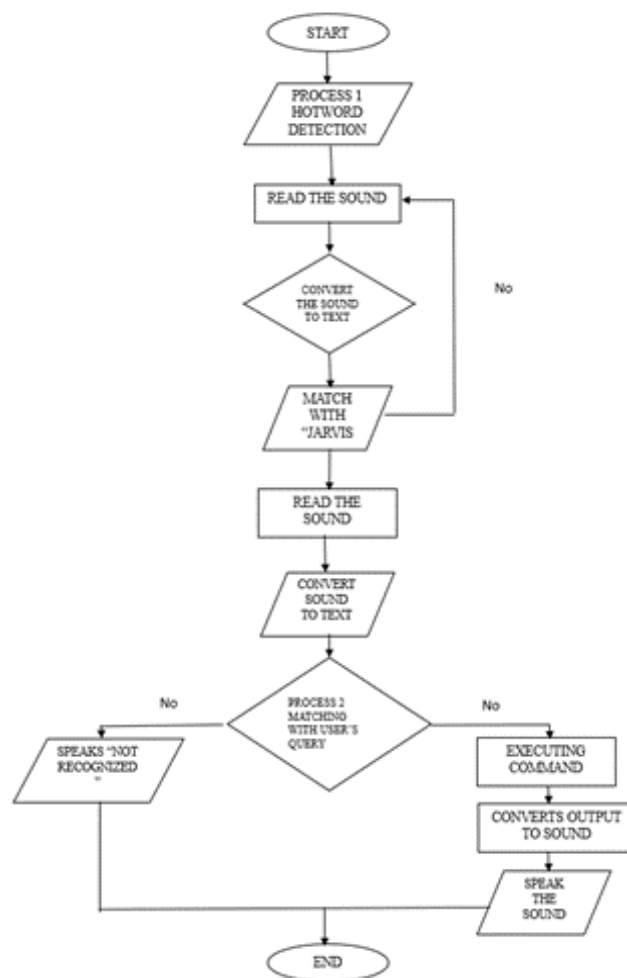 START
PROCESS 1
HOTWORD
DETECTION
READ THE SOUND
No
CONVERT
THE SOUND
TO TEXT
MATCH
WITH
"JARVIS
READ THE
SOUND
CONVERT
SOUND
TO TEXT
No
PROCESS 2
MATCHING
WITH USER'S
QUERY
No
SPEAKS "NOT
RECOGNIZED
"
EXECUTING
COMMAND
CONVERTS OUTPUT
TO SOUND
SPEAK
THE
SOUND
END